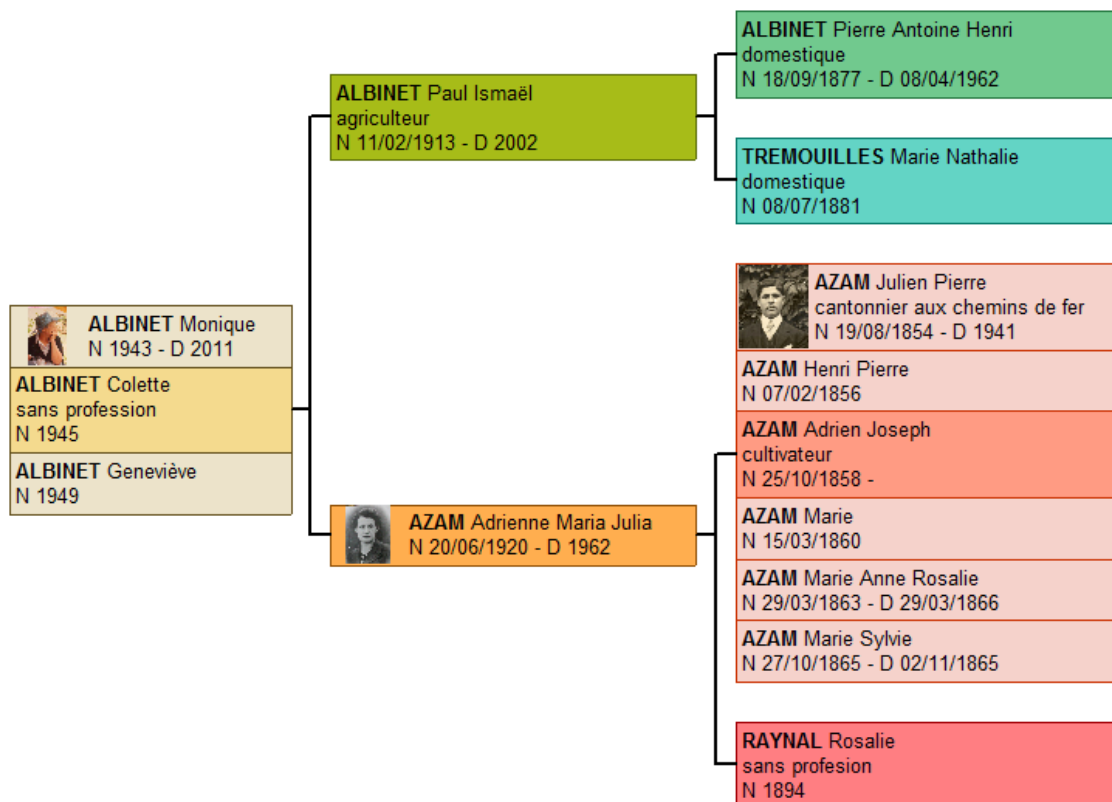 ALBINET Pierre Antoine Henri
domestique
N 18/09/1877 - D 08/04/1962
ALBINET Paul Ismaël
agriculteur
N 11/02/1913 - D 2002
TREMOUILLES Marie Nathalie
domestique
N 08/07/1881
AZAM Julien Pierre
cantonnier aux chemins de fer
N 19/08/1854 - D 1941
ALBINET Monique
N 1943 - D 2011
ALBINET Colette
sans profession
N 1945
ALBINET Geneviève
N 1949
AZAM Henri Pierre
N 07/02/1856
AZAM Adrien Joseph
cultivateur
N 25/10/1858 -
AZAM Adrienne Maria Julia
N 20/06/1920 - D 1962
AZAM Marie
N 15/03/1860
AZAM Marie Anne Rosalie
N 29/03/1863 - D 29/03/1866
AZAM Marie Sylvie
N 27/10/1865 - D 02/11/1865
RAYNAL Rosalie
sans profesion
N 1894